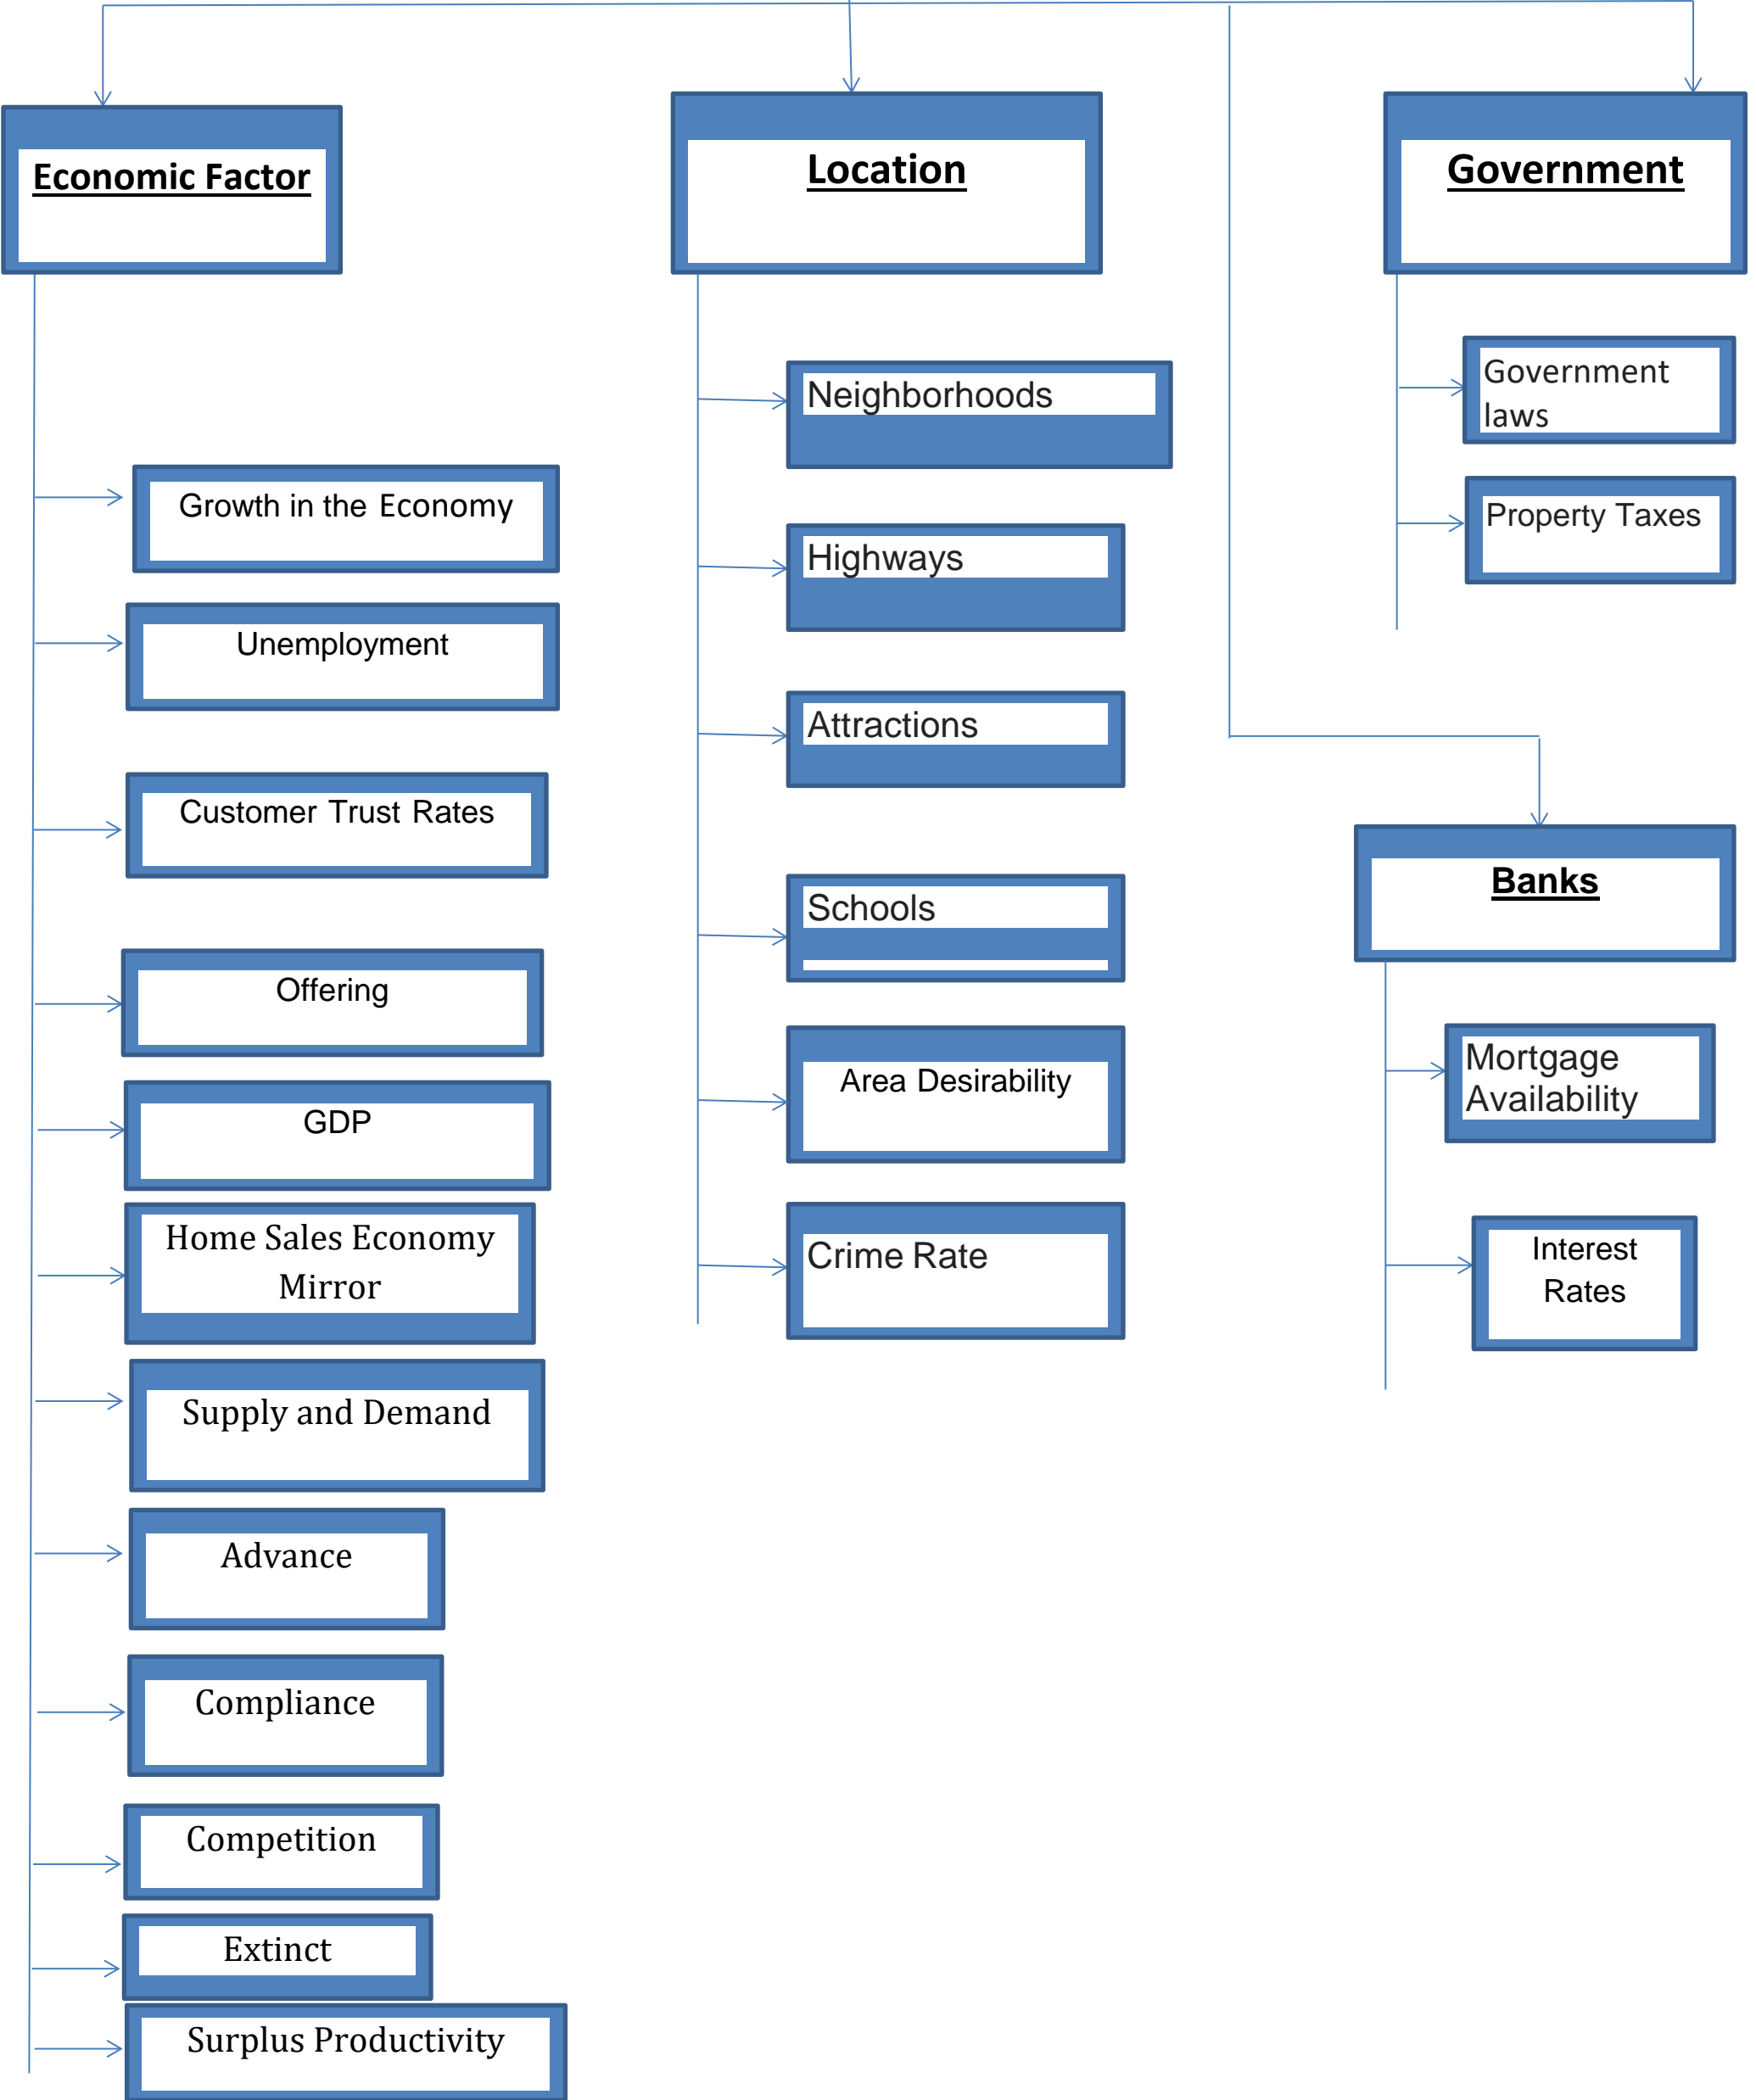 Economic Factor
Growth in the Economy
Unemployment
Customer Trust Rates
Offering
GDP
Home Sales Economy
Mirror
Supply and Demand
Advance
Compliance
Competition
Extinct
Surplus Productivity
Location
Neighborhoods
Highways
Attractions
Schools
Area Desirability
Crime Rate
Government
Government
laws
Property Taxes
Banks
Mortgage
Availability
Interest
Rates